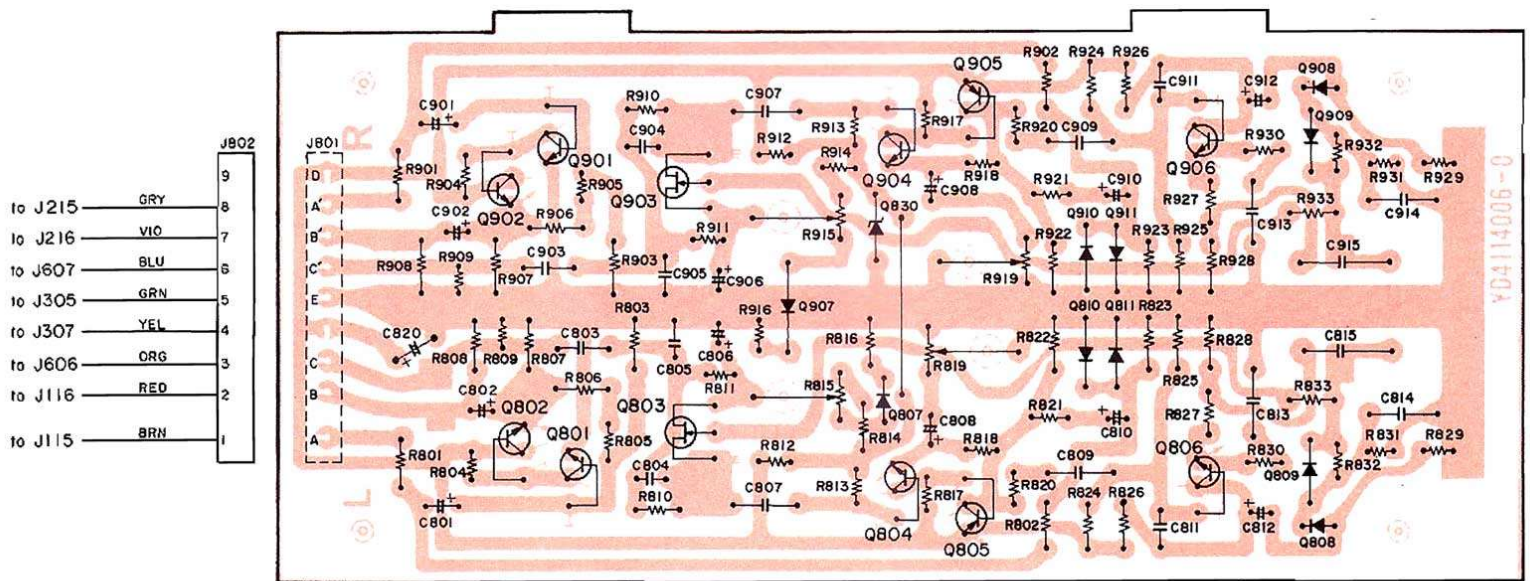 R902 R924 R926
Q905 Q908
C911 C912
C901 R910 C907
R913 R917 Q909
C904 R912 R920 C909 R930 R932
J802 J801 R Q901 R914 Q906
9 D R901 R904 R905 Q903 Q904 R918 R931 R929
to J215 GRY 8 A' Q902 C908 R921 C910 R927 R933 C914
C902 R906 Q830
to J216 VIO 7 B' R911 R915 Q910 Q911 C913
R909 C903 R903 R922 R923 R925 C915
to J607 BLU 6 C' R908 R907 C905 C906 R919 R928
to J305 GRN 5 E Q907 Q810 Q811 R823
R803 R916
to J307 YEL 4 C820 C803 R816 R822 R828 C815
R808 R809 R807 C806 R819
to J606 ORG 3 C C805 R811 R825
R806 R815 R833
to J116 RED 2 B C802 Q802 Q803 Q807 C808 R821 R827 C813 C814
Q801 R814 C810
to J115 BRN 1 A R805 R812 R818 Q806 R830 R831 R829
R801 R804 C804 C809 R832
R813 R817 R820 Q809
L R810 C807 R824 R826
C801 Q804 Q805 R802 C811 C812 Q808
YD4114006-0